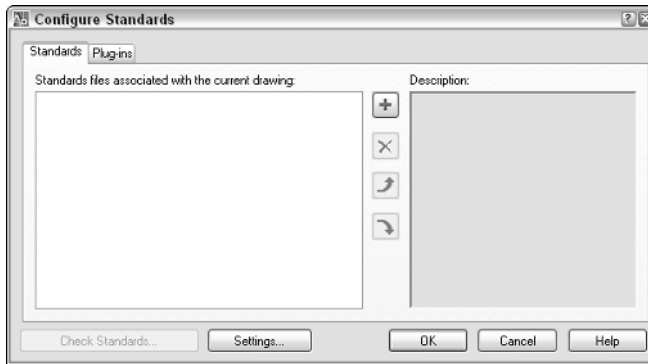 Configure Standards
Standards Plug-ins
Standards files associated with the current drawing: Description:
Check Standards... Settings... OK Cancel Help